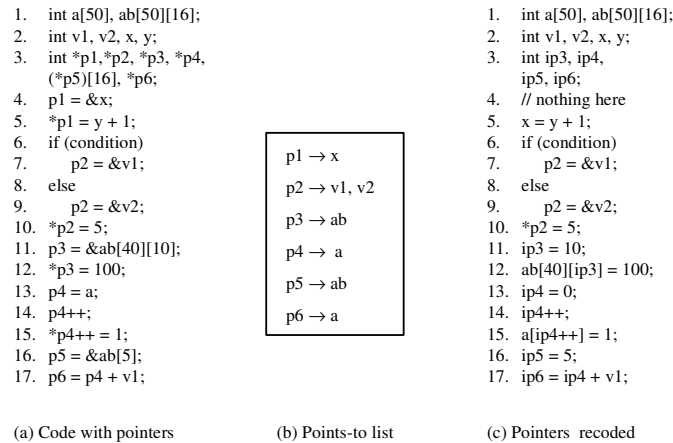 1. int a[50], ab[50][16];
2. int v1, v2, x, y;
3. int *p1,*p2, *p3, *p4,
(*p5)[16], *p6;
4. p1 = &x;
5. *p1 = y + 1;
6. if (condition)
7. p2 = &v1;
8. else
9. p2 = &v2;
10. *p2 = 5;
11. p3 = &ab[40][10];
12. *p3 = 100;
13. p4 = a;
14. p4++;
15. *p4++ = 1;
16. p5 = &ab[5];
17. p6 = p4 + v1;
(a) Code with pointers
p1 → x
p2 → v1, v2
p3 → ab
p4 → a
p5 → ab
p6 → a
(b) Points-to list
1. int a[50], ab[50][16];
2. int v1, v2, x, y;
3. int ip3, ip4,
ip5, ip6;
4. // nothing here
5. x = y + 1;
6. if (condition)
7. p2 = &v1;
8. else
9. p2 = &v2;
10. *p2 = 5;
11. ip3 = 10;
12. ab[40][ip3] = 100;
13. ip4 = 0;
14. ip4++;
15. a[ip4++] = 1;
16. ip5 = 5;
17. ip6 = ip4 + v1;
(c) Pointers recoded